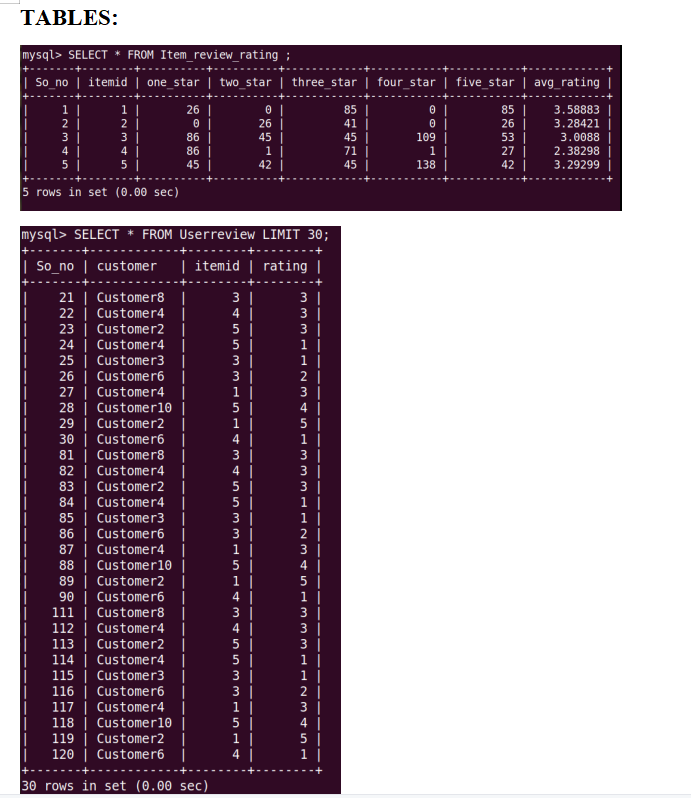 TABLES:
mysql> SELECT * FROM Item_review_rating ;
+-------+--------+----------+----------+------------+-----------+-----------+------------+
| So_no | itemid | one_star | two_star | three_star | four_star | five_star | avg_rating |
+-------+--------+----------+----------+------------+-----------+-----------+------------+
| 1 | 1 | 26 | 0 | 85 | 0 | 85 | 3.58883 |
| 2 | 2 | 0 | 26 | 41 | 0 | 26 | 3.28421 |
| 3 | 3 | 86 | 45 | 45 | 109 | 53 | 3.0088 |
| 4 | 4 | 86 | 1 | 71 | 1 | 27 | 2.38298 |
| 5 | 5 | 45 | 42 | 45 | 138 | 42 | 3.29299 |
+-------+--------+----------+----------+------------+-----------+-----------+------------+
5 rows in set (0.00 sec)
mysql> SELECT * FROM Userreview LIMIT 30;
+-------+------------+--------+--------+
| So_no | customer | itemid | rating |
+-------+------------+--------+--------+
| 21 | Customer8 | 3 | 3 |
| 22 | Customer4 | 4 | 3 |
| 23 | Customer2 | 5 | 3 |
| 24 | Customer4 | 5 | 1 |
| 25 | Customer3 | 3 | 1 |
| 26 | Customer6 | 3 | 2 |
| 27 | Customer4 | 1 | 3 |
| 28 | Customer10 | 5 | 4 |
| 29 | Customer2 | 1 | 5 |
| 30 | Customer6 | 4 | 1 |
| 81 | Customer8 | 3 | 3 |
| 82 | Customer4 | 4 | 3 |
| 83 | Customer2 | 5 | 3 |
| 84 | Customer4 | 5 | 1 |
| 85 | Customer3 | 3 | 1 |
| 86 | Customer6 | 3 | 2 |
| 87 | Customer4 | 1 | 3 |
| 88 | Customer10 | 5 | 4 |
| 89 | Customer2 | 1 | 5 |
| 90 | Customer6 | 4 | 1 |
| 111 | Customer8 | 3 | 3 |
| 112 | Customer4 | 4 | 3 |
| 113 | Customer2 | 5 | 3 |
| 114 | Customer4 | 5 | 1 |
| 115 | Customer3 | 3 | 1 |
| 116 | Customer6 | 3 | 2 |
| 117 | Customer4 | 1 | 3 |
| 118 | Customer10 | 5 | 4 |
| 119 | Customer2 | 1 | 5 |
| 120 | Customer6 | 4 | 1 |
+-------+------------+--------+--------+
30 rows in set (0.00 sec)